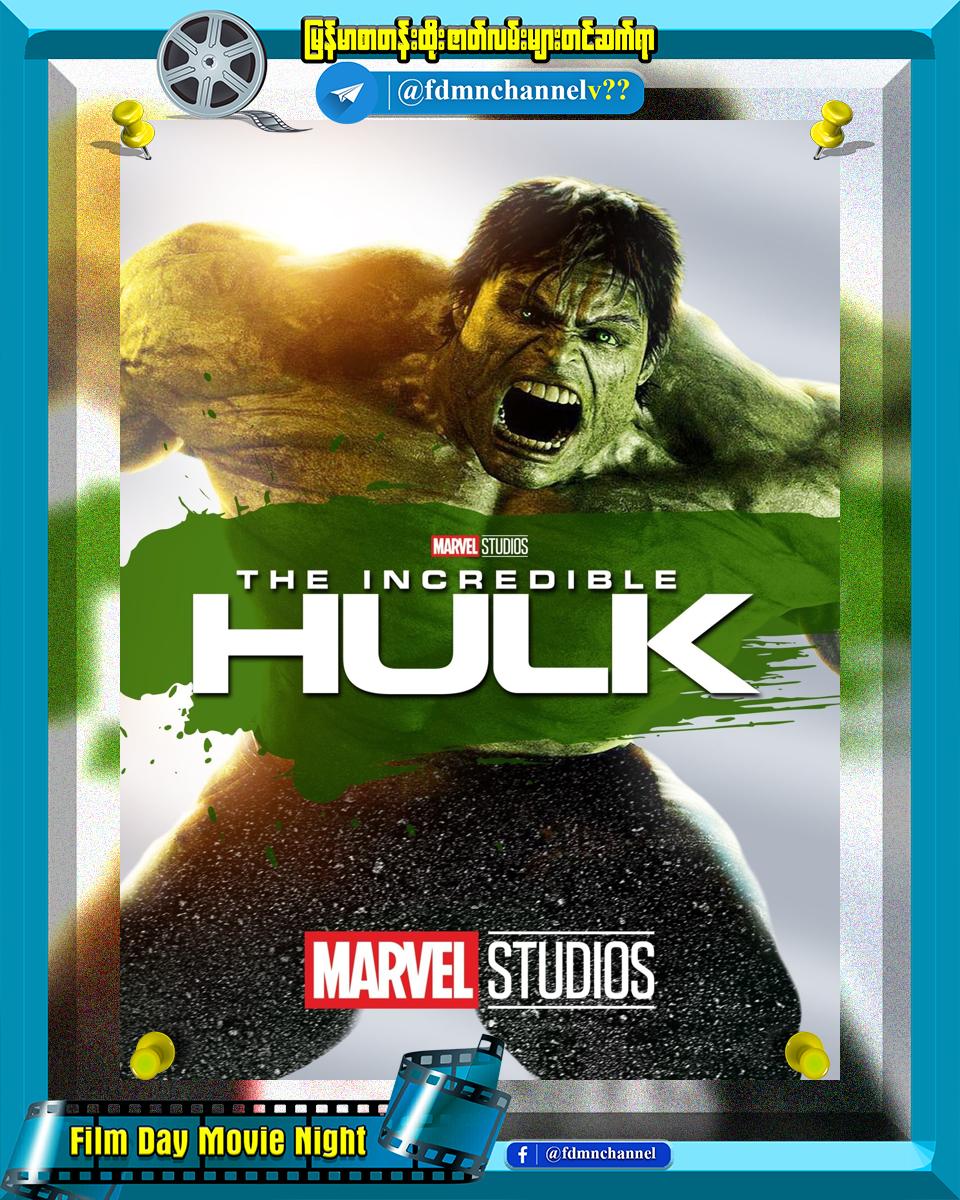 မြန်မာစာတန်းထိုးဇာတ်လမ်းများတင်ဆက်ရာ
@fdmnchannelv??
MARVEL STUDIOS
THE INCREDIBLE
HULK
MARVEL STUDIOS
Film Day Movie Night
@fdmnchannel